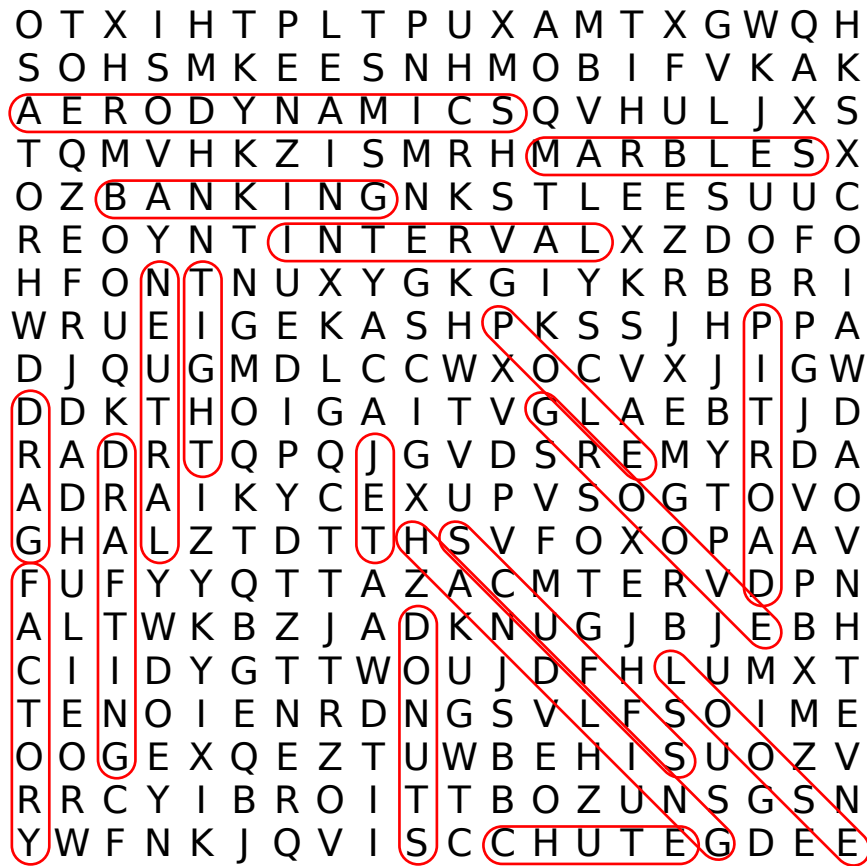 O T X I H T P L T P U X A M T X G W Q H
S O H S M K E E S N H M O B I F V K A K
A E R O D Y N A M I C S Q V H U L J X S
T Q M V H K Z I S M R H M A R B L E S X
O Z B A N K I N G N K S T L E E S U U C
R E O Y N T I N T E R V A L X Z D O F O
H F O N T N U X Y G K G I Y K R B B R I
W R U E I G E K A S H P K S S J H P P A
D J Q U G M D L C C W X O C V X J I G W
D D K T H O I G A I T V G L A E B T J D
R A D R T Q P Q J G V D S R E M Y R D A
A D R A I K Y C E X U P V S O G T O V O
G H A L Z T D T T H S V F O X O P A A V
F U F Y Y Q T T A Z A C M T E R V D P N
A L T W K B Z J A D K N U G J B J E B H
C I I D Y G T T W O U J D F H L U M X T
T E N O I E N R D N G S V L F S O I M E
O O G E X Q E Z T U W B E H I S U O Z V
R R C Y I B R O I T T B O Z U N S G S N
Y W F N K J Q V I S C C H U T E G D E E